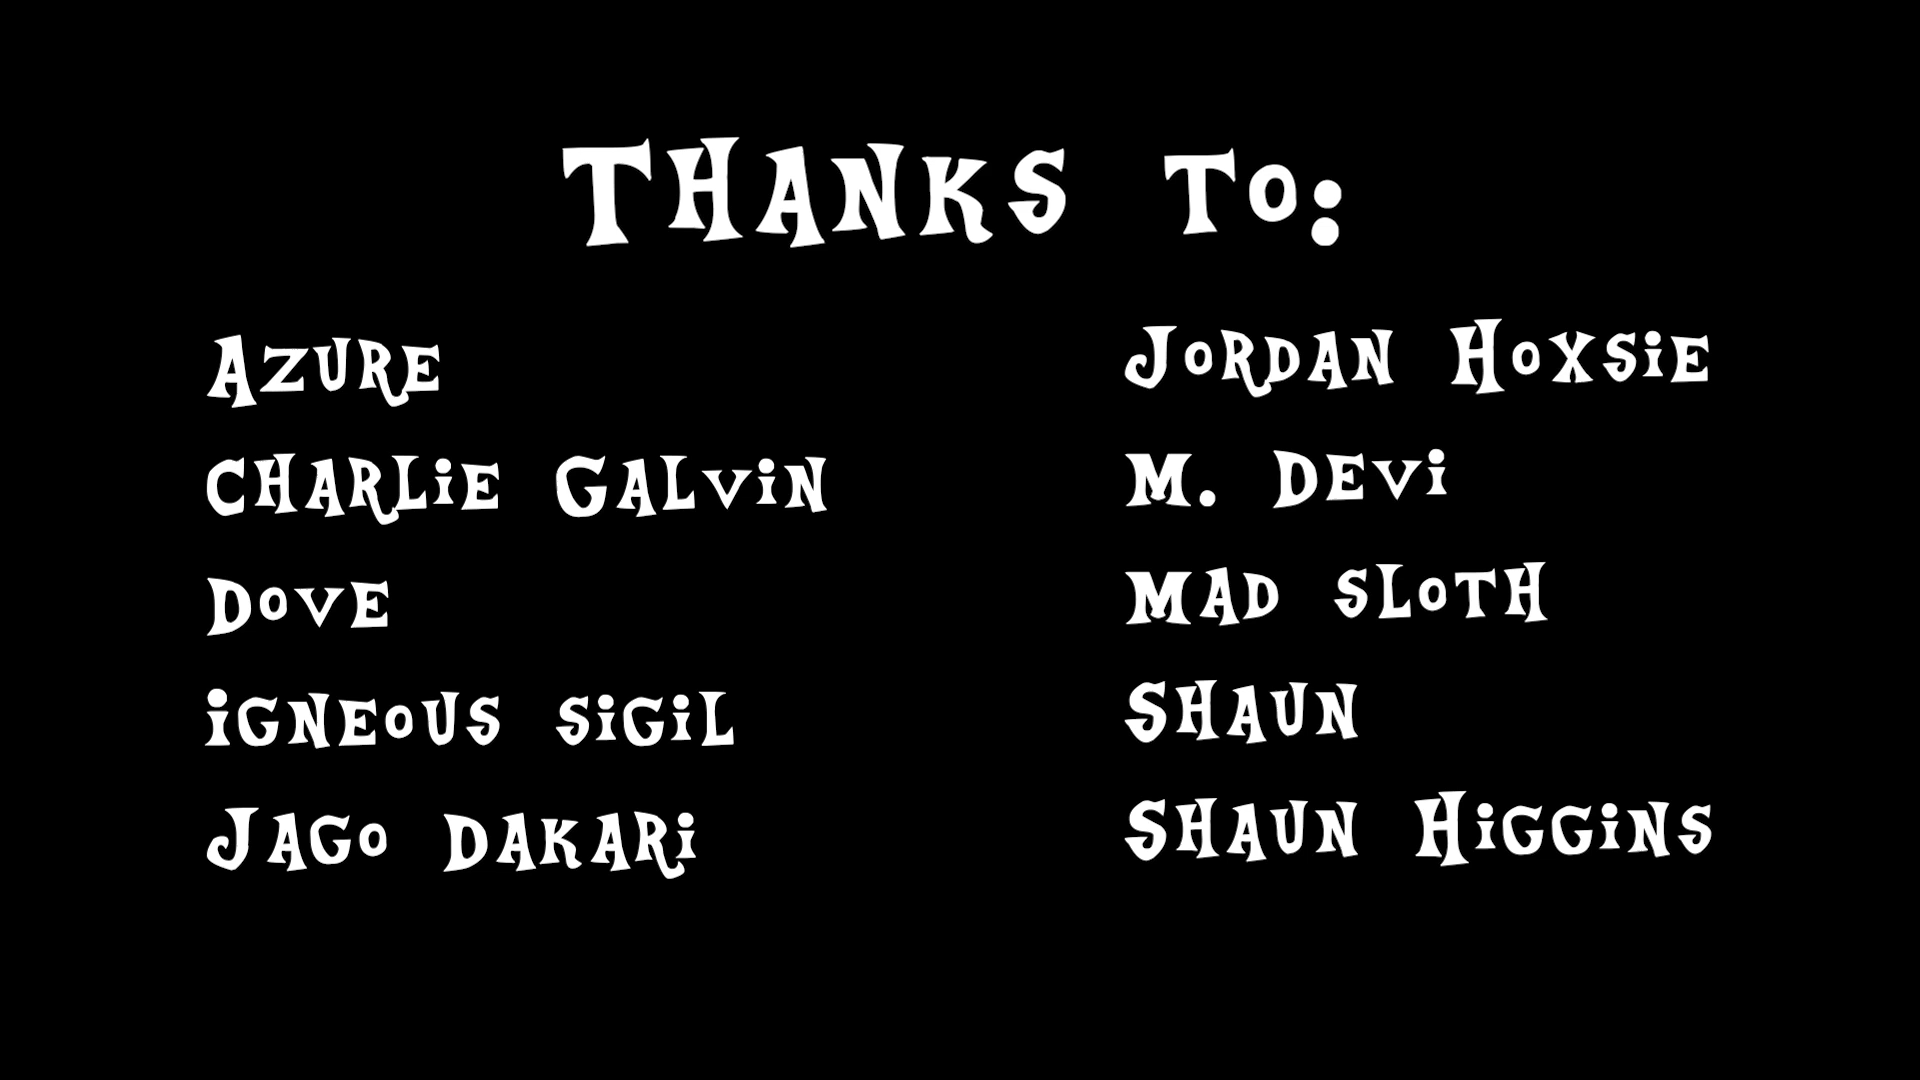 Thanks to:
Azure
Charlie Galvin
Dove
igneous sigil
Jago Dakari
Jordan Hoxsie
M. Devi
Mad sloth
Shaun
Shaun Higgins